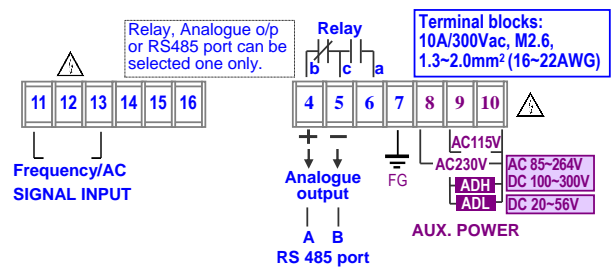 Relay, Analogue o/p
or RS485 port can be
selected one only.
Relay
b c a
Terminal blocks:
10A/300Vac, M2.6,
1.3~2.0mm² (16~22AWG)
11 12 13 14 15 16
4 5 6 7 8 9 10
+ −
Frequency/AC
SIGNAL INPUT
Analogue
output
A B
RS 485 port
FG
AC115V
AC230V
AC 85~264V
DC 100~300V
ADH
ADL
DC 20~56V
AUX. POWER